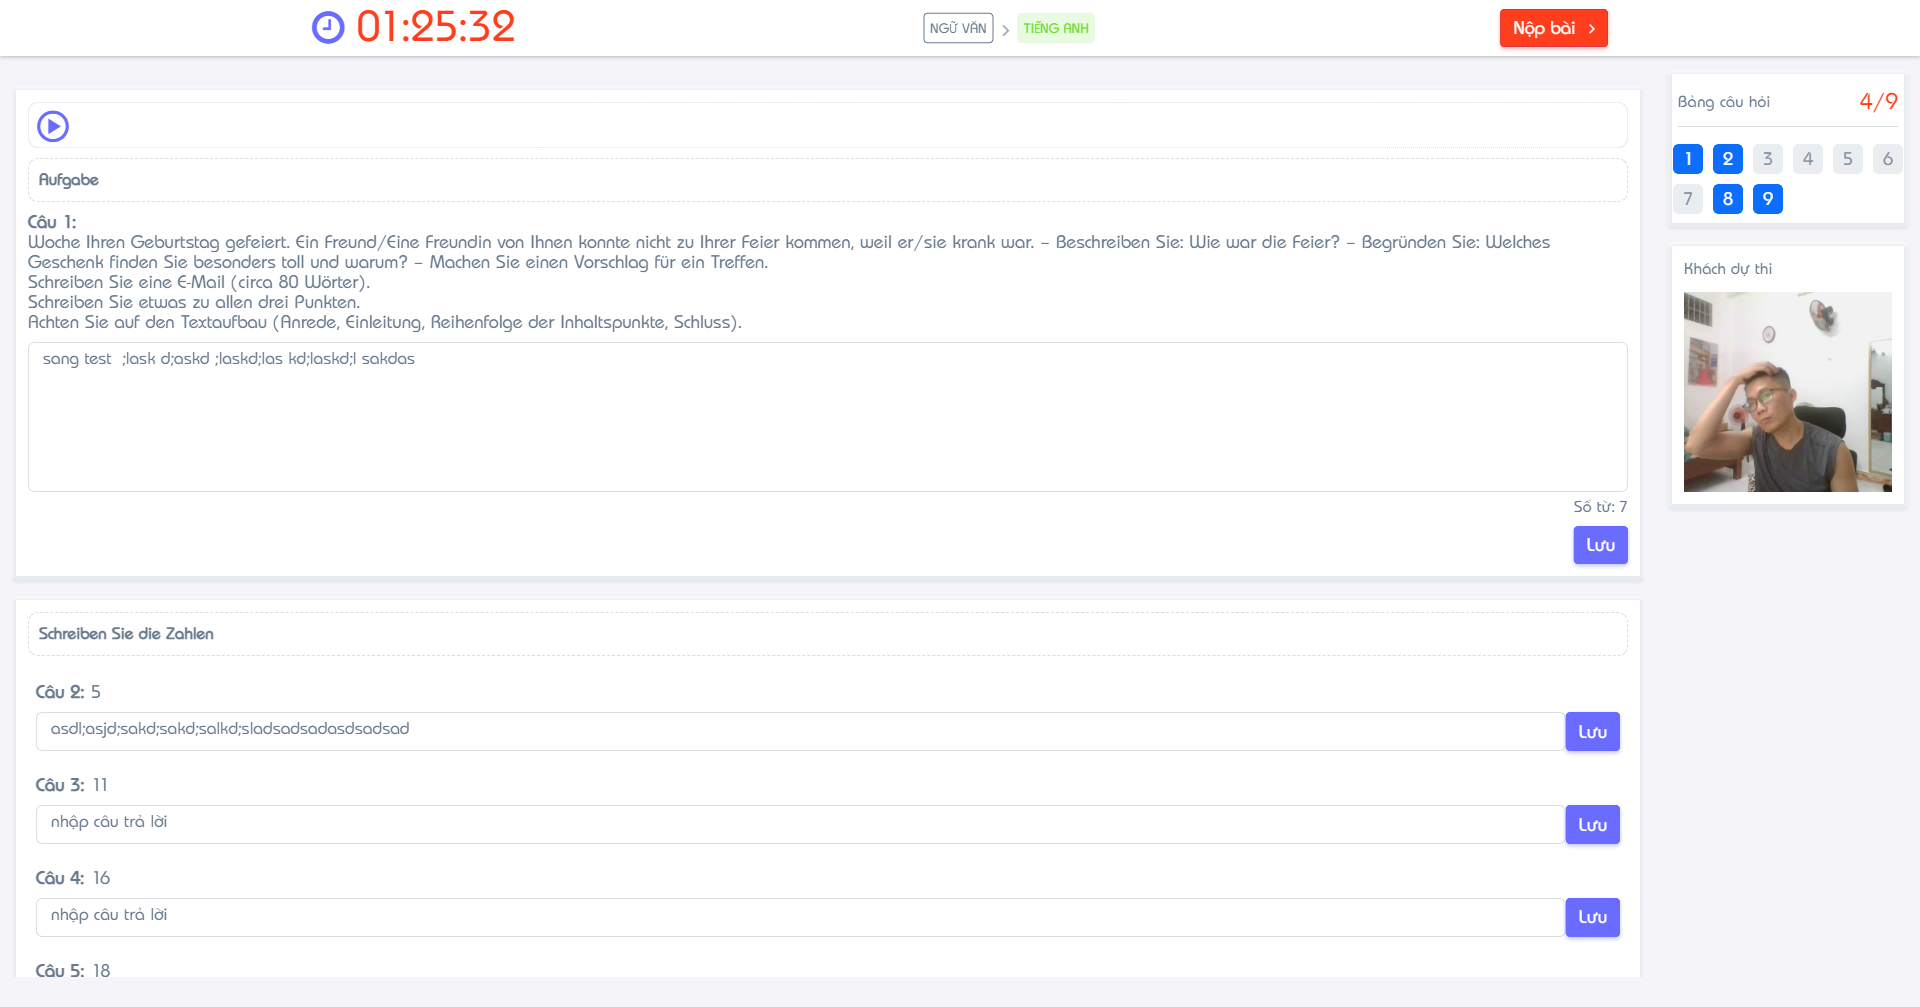 01:25:32
NGỮ VĂN
TIẾNG ANH
Nộp bài
Aufgabe
Câu 1:
Woche Ihren Geburtstag gefeiert. Ein Freund/Eine Freundin von Ihnen konnte nicht zu Ihrer Feier kommen, weil er/sie krank war. – Beschreiben Sie: Wie war die Feier? – Begründen Sie: Welches
Geschenk finden Sie besonders toll und warum? – Machen Sie einen Vorschlag für ein Treffen.
Schreiben Sie eine E-Mail (circa 80 Wörter).
Schreiben Sie etwas zu allen drei Punkten.
Achten Sie auf den Textaufbau (Anrede, Einleitung, Reihenfolge der Inhaltspunkte, Schluss).
sang test ;lask d;askd ;laskd;las kd;laskd;l sakdas
Số từ: 7
Lưu
Schreiben Sie die Zahlen
Câu 2: 5
asdl;asjd;sakd;sakd;salkd;sladsadsadasdsadsad
Lưu
Câu 3: 11
nhập câu trả lời
Lưu
Câu 4: 16
nhập câu trả lời
Lưu
Câu 5: 18
Bảng câu hỏi
4/9
1 2 3 4 5 6
7 8 9
Khách dự thi